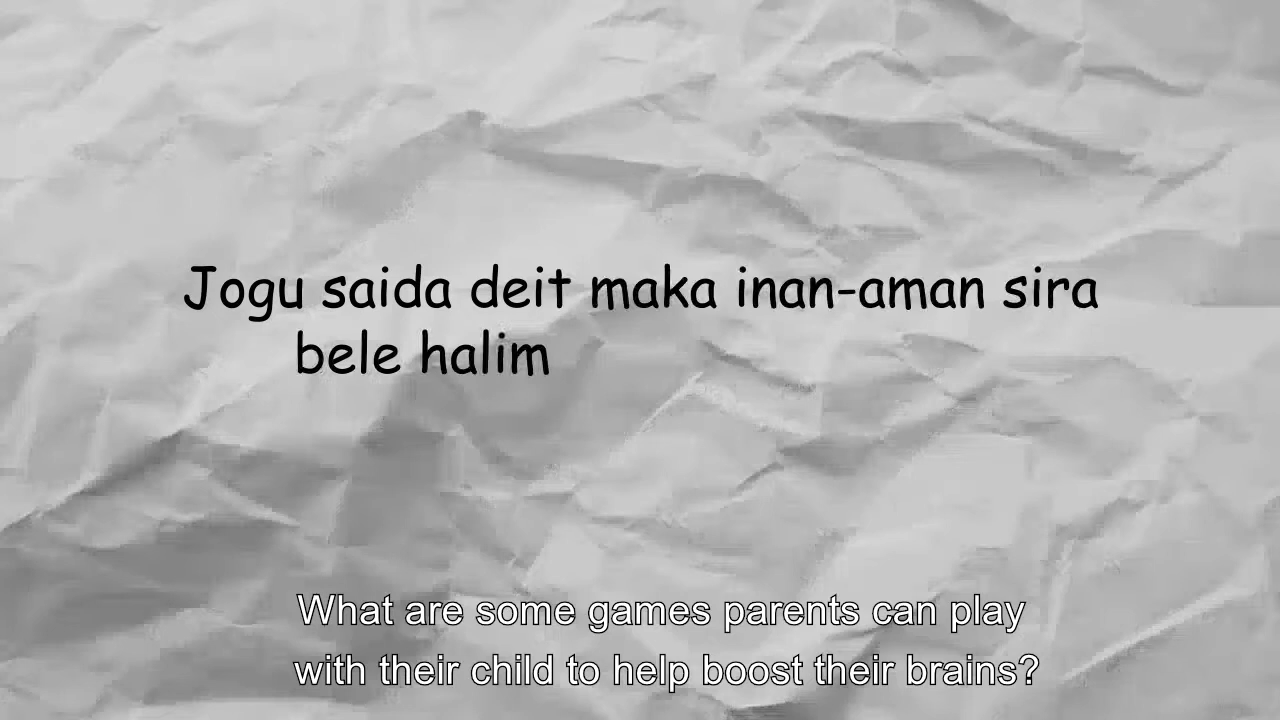 Jogu saida deit maka inan-aman sira
bele halim
What are some games parents can play
with their child to help boost their brains?